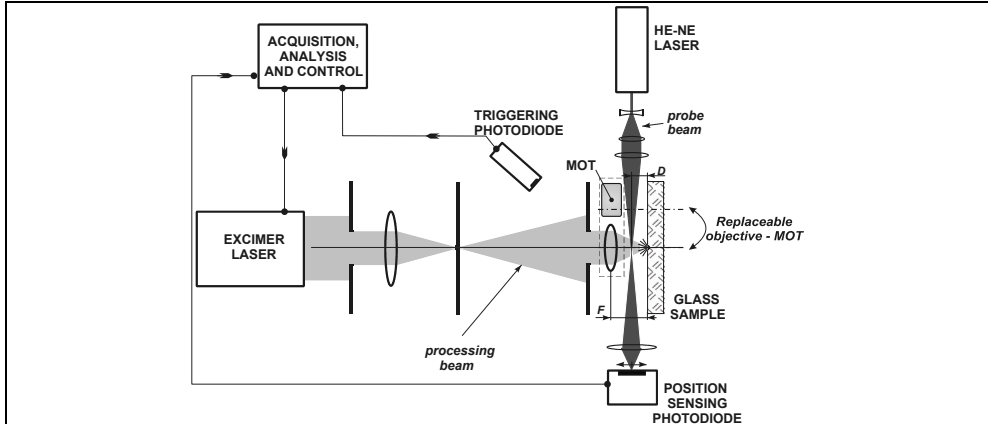 HE-NE
LASER
ACQUISITION,
ANALYSIS
AND CONTROL
TRIGGERING
PHOTODIODE
probe
beam
MOT
D
Replaceable
objective - MOT
EXCIMER
LASER
F
GLASS
SAMPLE
processing
beam
POSITION
SENSING
PHOTODIODE